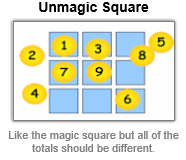 Unmagic Square
5
1 3
2 8
7 9
4 6
Like the magic square but all of the
totals should be different.